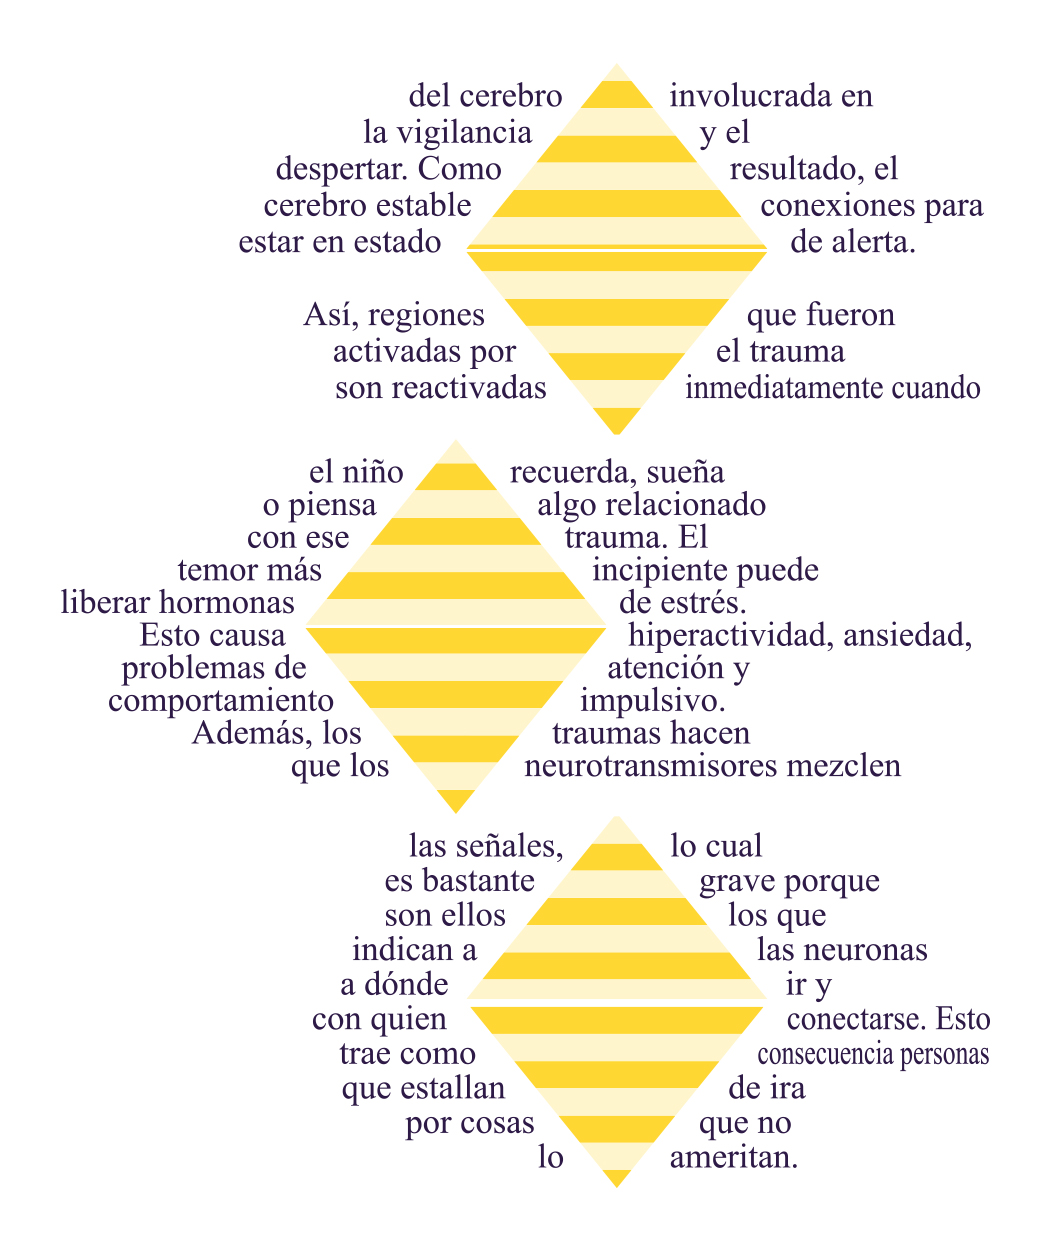 del cerebro involucrada en
la vigilancia y el
despertar. Como resultado, el
cerebro estable conexiones para
estar en estado de alerta.
Así, regiones que fueron
activadas por el trauma
son reactivadas inmediatamente cuando
el niño recuerda, sueña
o piensa algo relacionado
con ese trauma. El
temor más incipiente puede
liberar hormonas de estrés.
Esto causa hiperactividad, ansiedad,
problemas de atención y
comportamiento impulsivo.
Además, los traumas hacen
que los neurotransmisores mezclen
las señales, lo cual
es bastante grave porque
son ellos los que
indican a las neuronas
a dónde ir y
con quien conectarse. Esto
trae como consecuencia personas
que estallan de ira
por cosas que no
lo ameritan.